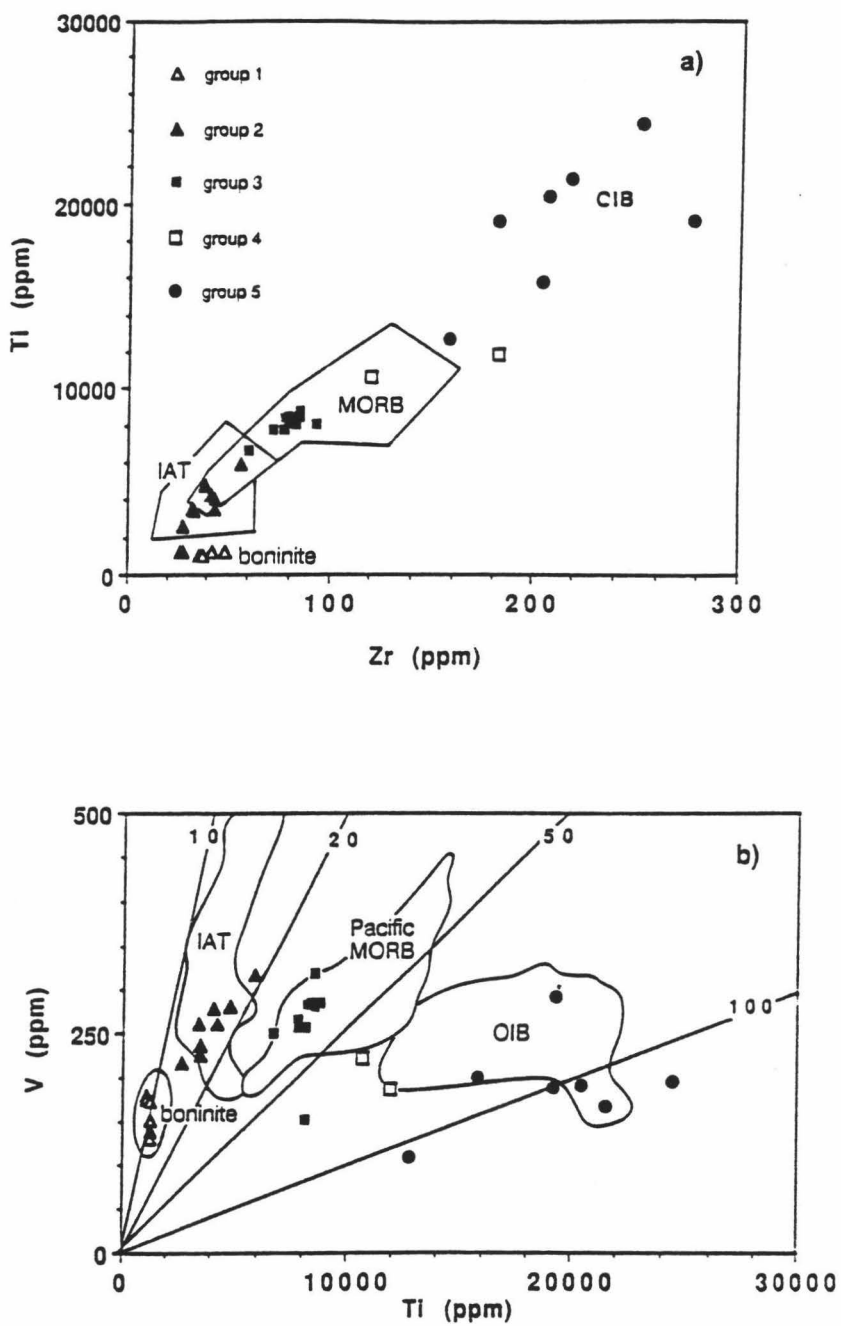 30000
20000
10000
0
Ti (ppm)
a)
group 1
group 2
group 3
group 4
group 5
CIB
MORB
IAT
boninite
0
100
200
300
Zr (ppm)
500
250
0
V (ppm)
10
20
50
b)
IAT
Pacific
MORB
OIB
100
boninite
0
10000
20000
30000
Ti (ppm)